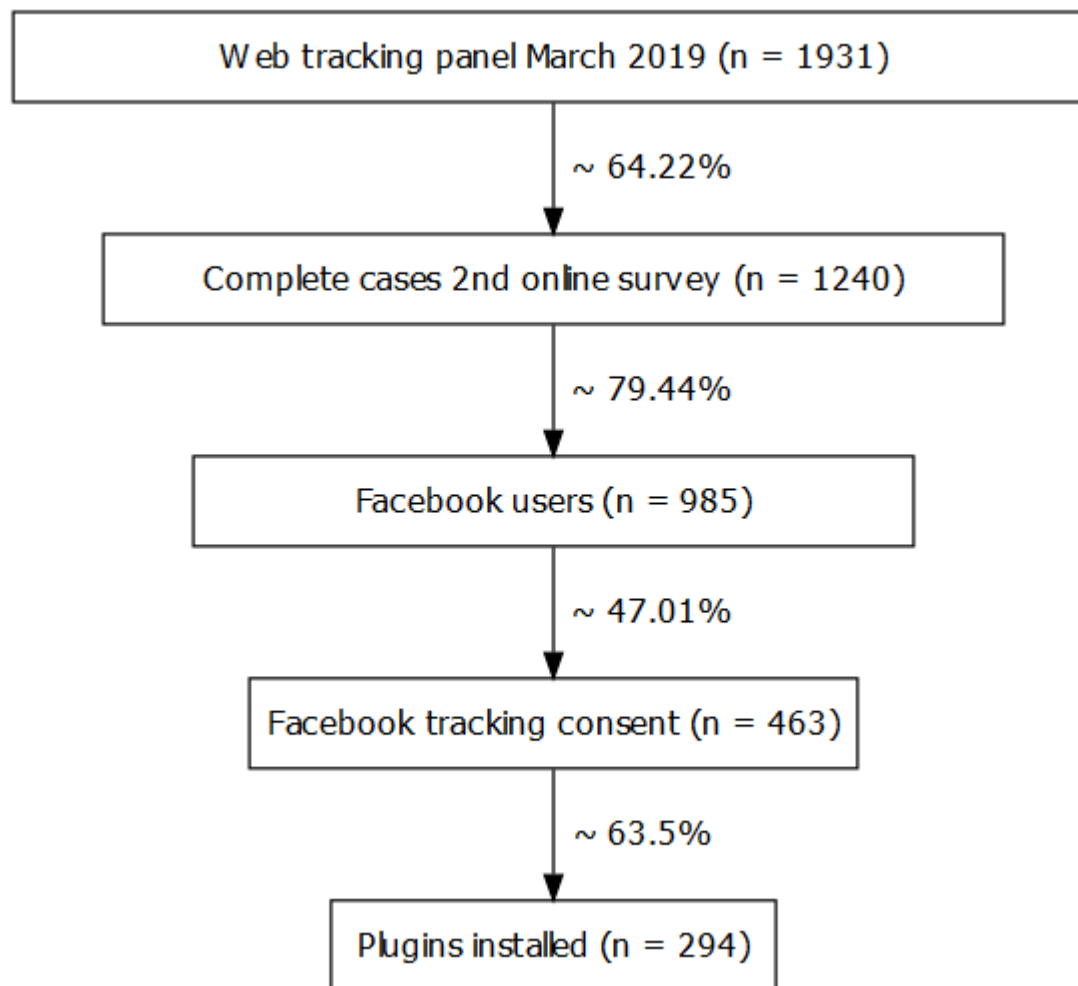 Web tracking panel March 2019 (n = 1931)
~ 64.22%
Complete cases 2nd online survey (n = 1240)
~ 79.44%
Facebook users (n = 985)
~ 47.01%
Facebook tracking consent (n = 463)
~ 63.5%
Plugins installed (n = 294)